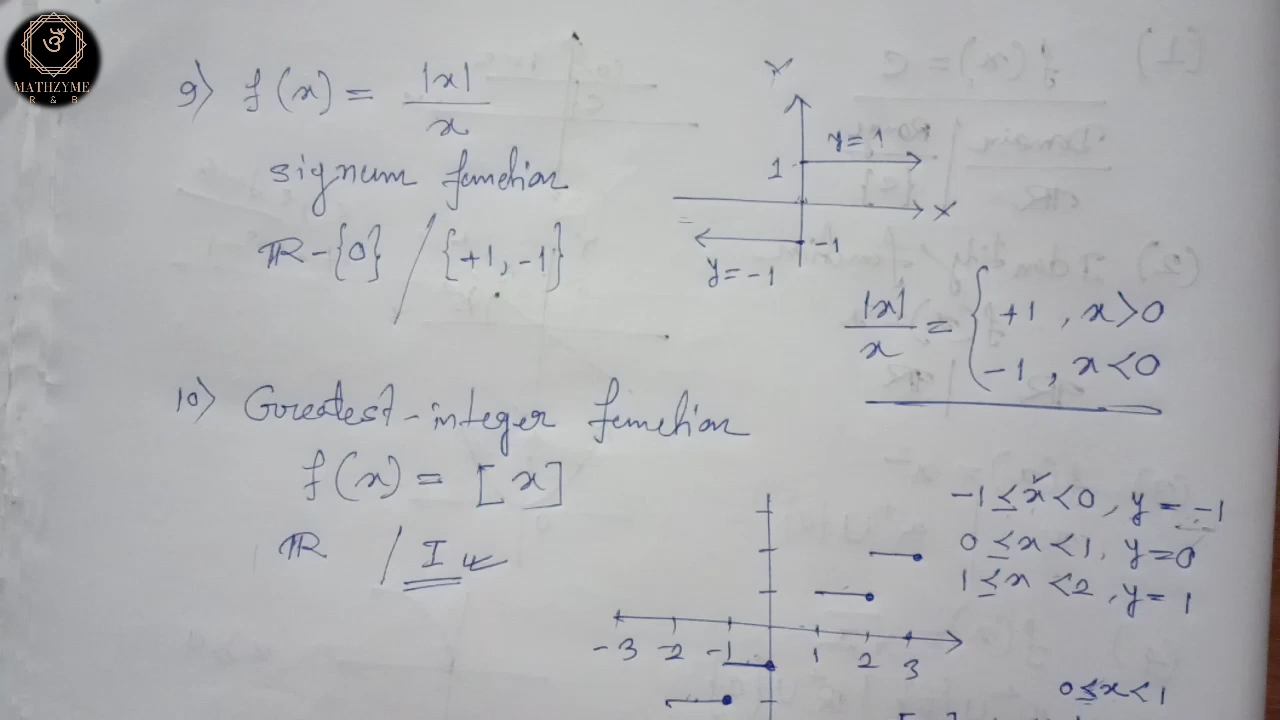 ॐ
MATHZYME
R & B
9) f(x) = |x|/x
signum function
ℝ - {0} / {+1, -1}
Y
y = 1
1
X
-1
y = -1
|x|/x = { +1 , x > 0
-1 , x < 0
10) Greatest-integer function
f(x) = [x]
ℝ / I
-1 ≤ x < 0 , y = -1
0 ≤ x < 1 , y = 0
1 ≤ x < 2 , y = 1
-3 -2 -1 1 2 3
0 ≤ x < 1